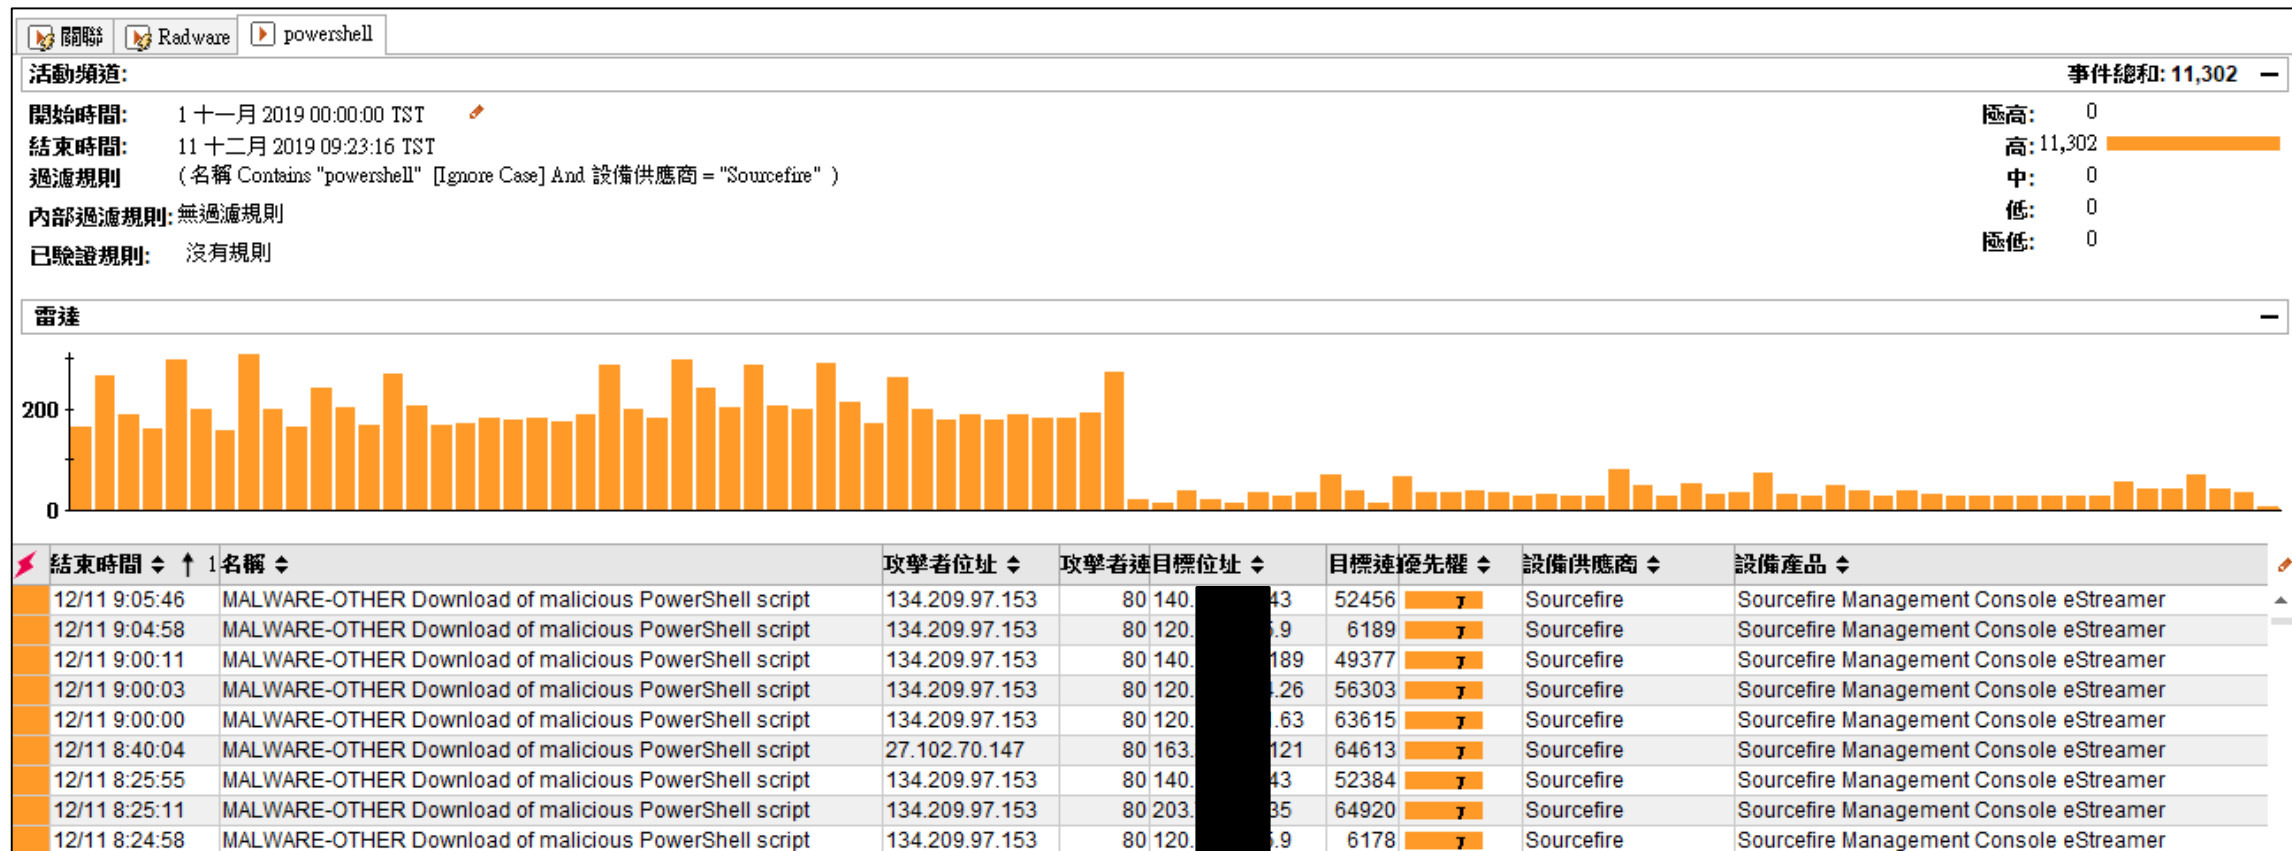 關聯 Radware powershell
活動頻道: 事件總和: 11,302
開始時間: 1 十一月 2019 00:00:00 TST 極高: 0
結束時間: 11 十二月 2019 09:23:16 TST 高: 11,302
過濾規則 ( 名稱 Contains "powershell" [Ignore Case] And 設備供應商 = "Sourcefire" ) 中: 0
內部過濾規則: 無過濾規則 低: 0
已驗證規則: 沒有規則 極低: 0
雷達
200
0
結束時間 1 名稱 攻擊者位址 攻擊者連 目標位址 目標連 優先權 設備供應商 設備產品
12/11 9:05:46 MALWARE-OTHER Download of malicious PowerShell script 134.209.97.153 80 140. 43 52456 7 Sourcefire Sourcefire Management Console eStreamer
12/11 9:04:58 MALWARE-OTHER Download of malicious PowerShell script 134.209.97.153 80 120. .9 6189 7 Sourcefire Sourcefire Management Console eStreamer
12/11 9:00:11 MALWARE-OTHER Download of malicious PowerShell script 134.209.97.153 80 140. 189 49377 7 Sourcefire Sourcefire Management Console eStreamer
12/11 9:00:03 MALWARE-OTHER Download of malicious PowerShell script 134.209.97.153 80 120. .26 56303 7 Sourcefire Sourcefire Management Console eStreamer
12/11 9:00:00 MALWARE-OTHER Download of malicious PowerShell script 134.209.97.153 80 120. .63 63615 7 Sourcefire Sourcefire Management Console eStreamer
12/11 8:40:04 MALWARE-OTHER Download of malicious PowerShell script 27.102.70.147 80 163. 121 64613 7 Sourcefire Sourcefire Management Console eStreamer
12/11 8:25:55 MALWARE-OTHER Download of malicious PowerShell script 134.209.97.153 80 140. 43 52384 7 Sourcefire Sourcefire Management Console eStreamer
12/11 8:25:11 MALWARE-OTHER Download of malicious PowerShell script 134.209.97.153 80 203. 35 64920 7 Sourcefire Sourcefire Management Console eStreamer
12/11 8:24:58 MALWARE-OTHER Download of malicious PowerShell script 134.209.97.153 80 120. .9 6178 7 Sourcefire Sourcefire Management Console eStreamer